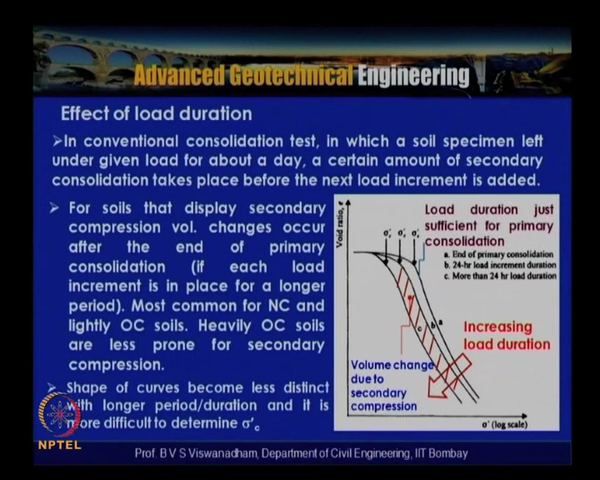 Advanced Geotechnical Engineering
Effect of load duration
➢In conventional consolidation test, in which a soil specimen left
under given load for about a day, a certain amount of secondary
consolidation takes place before the next load increment is added.
➢ For soils that display secondary
compression vol. changes occur
after the end of primary
consolidation (if each load
increment is in place for a longer
period). Most common for NC and
lightly OC soils. Heavily OC soils
are less prone for secondary
compression.
➢ Shape of curves become less distinct
with longer period/duration and it is
more difficult to determine σ'c
Void ratio, e
Load duration just
sufficient for primary
consolidation
a. End of primary consolidation
b. 24-hr load increment duration
c. More than 24 hr load duration
σ'c σ'c σ'c
c b a
Increasing
load duration
Volume change
due to
secondary
compression
σ' (log scale)
NPTEL
Prof. B V S Viswanadham, Department of Civil Engineering, IIT Bombay